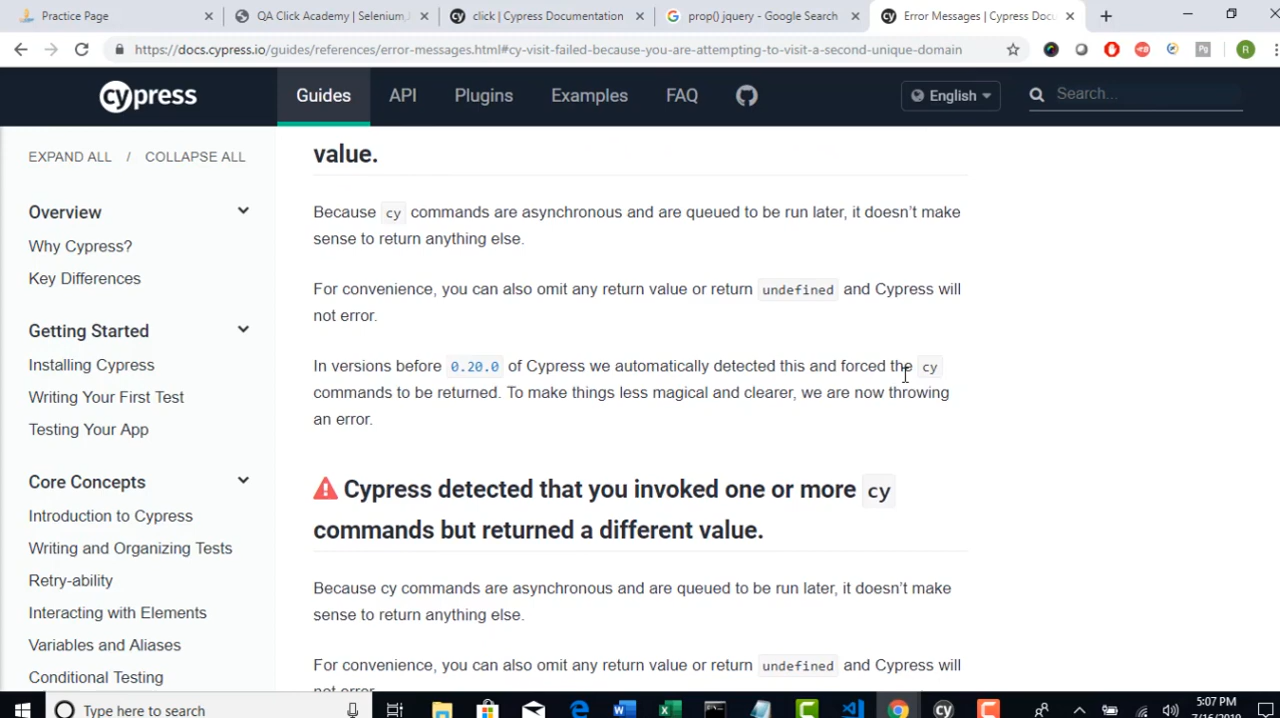 Practice Page
QA Click Academy | Selenium,
click | Cypress Documentation
prop() jquery - Google Search
Error Messages | Cypress Docu
https://docs.cypress.io/guides/references/error-messages.html#cy-visit-failed-because-you-are-attempting-to-visit-a-second-unique-domain
R
cypress
Guides
API
Plugins
Examples
FAQ
English
Search...
EXPAND ALL / COLLAPSE ALL
Overview
Why Cypress?
Key Differences
Getting Started
Installing Cypress
Writing Your First Test
Testing Your App
Core Concepts
Introduction to Cypress
Writing and Organizing Tests
Retry-ability
Interacting with Elements
Variables and Aliases
Conditional Testing
value.
Because cy commands are asynchronous and are queued to be run later, it doesn't make
sense to return anything else.
For convenience, you can also omit any return value or return undefined and Cypress will
not error.
In versions before 0.20.0 of Cypress we automatically detected this and forced the cy
commands to be returned. To make things less magical and clearer, we are now throwing
an error.
Cypress detected that you invoked one or more cy
commands but returned a different value.
Because cy commands are asynchronous and are queued to be run later, it doesn't make
sense to return anything else.
For convenience, you can also omit any return value or return undefined and Cypress will
not error.
Type here to search
5:07 PM
7/16/2019